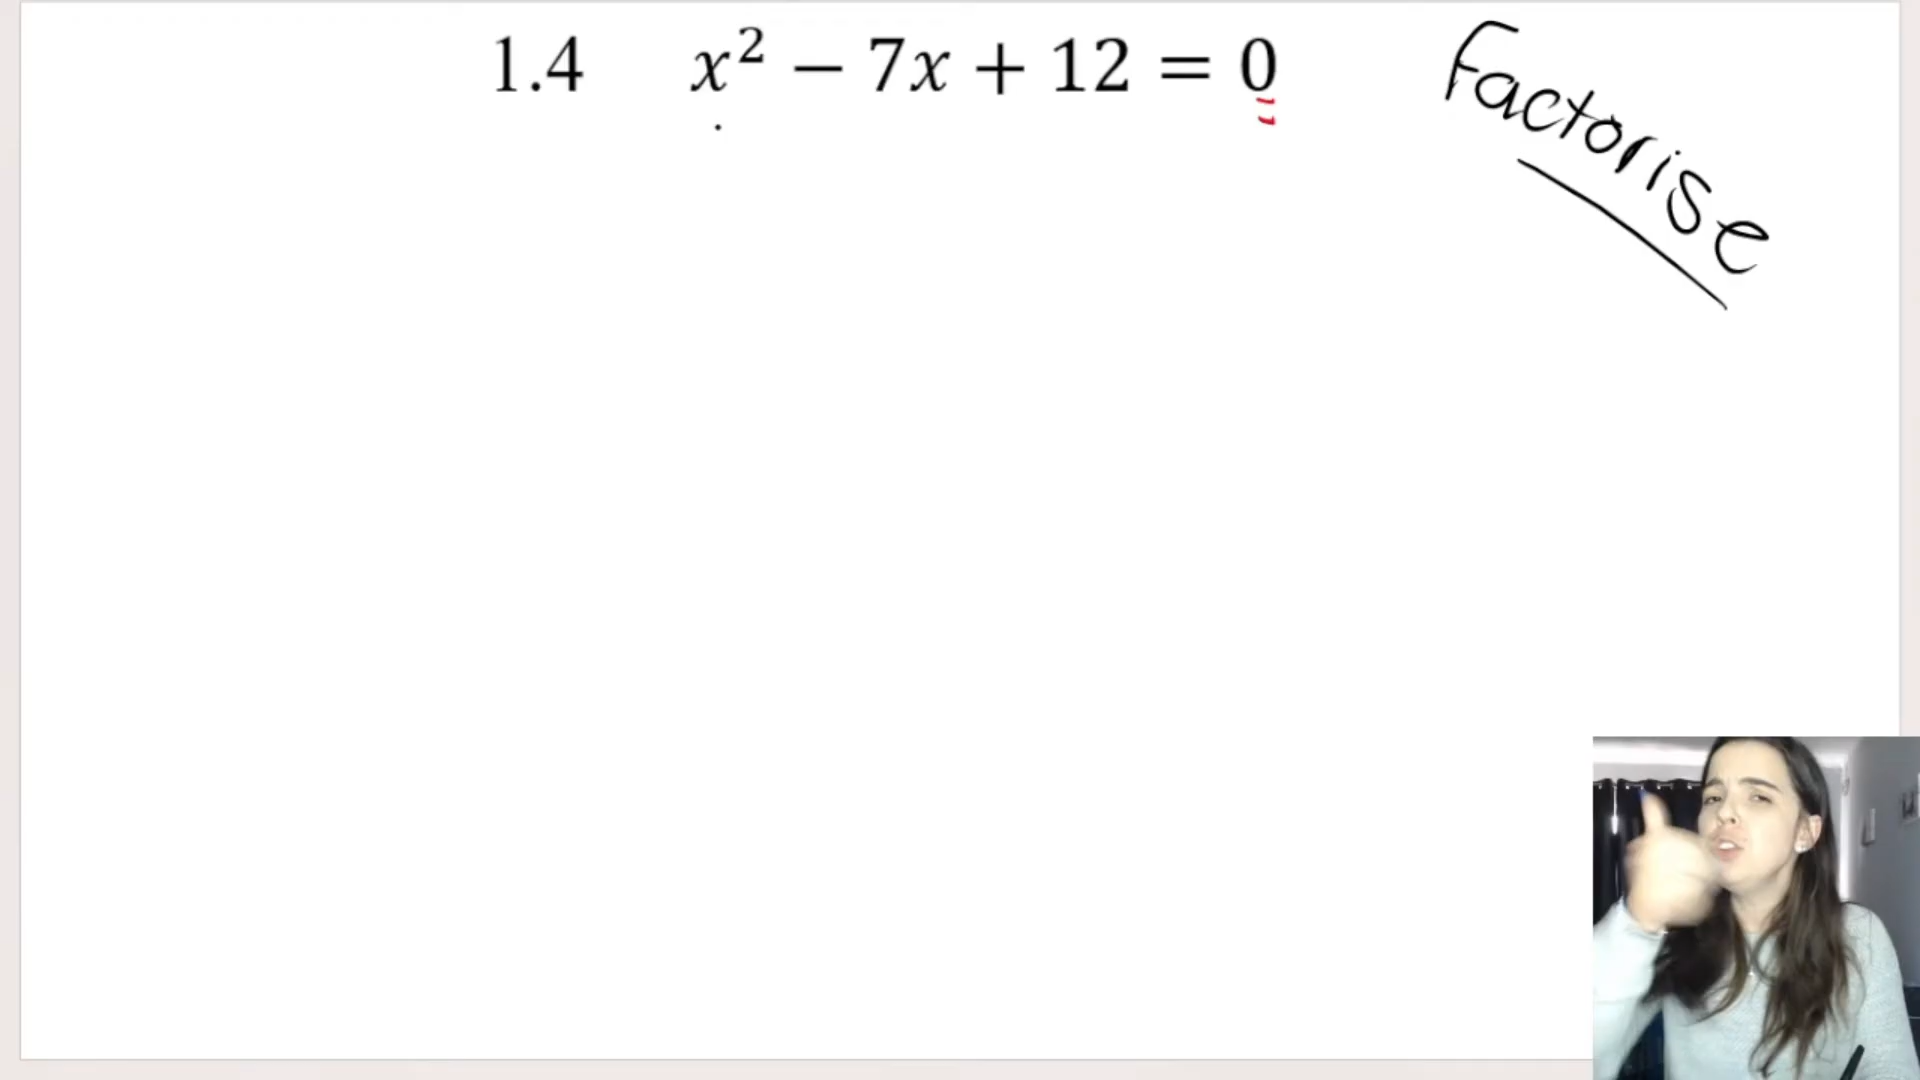 1.4 x² − 7x + 12 = 0
Factorise